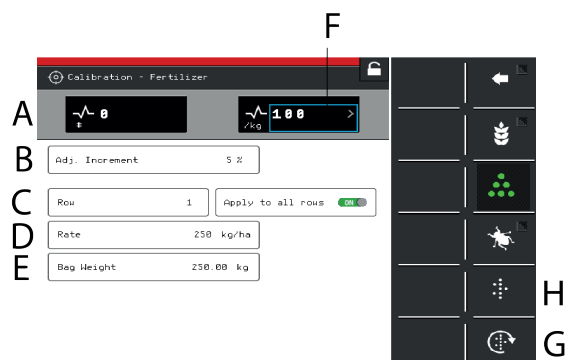 F
Calibration - Fertilizer
A
0
#
100 >
/kg
B
Adj. Increment 5 %
C
Row 1
Apply to all rows ON
D
Rate 250 kg/ha
E
Bag Weight 250.00 kg
H
G